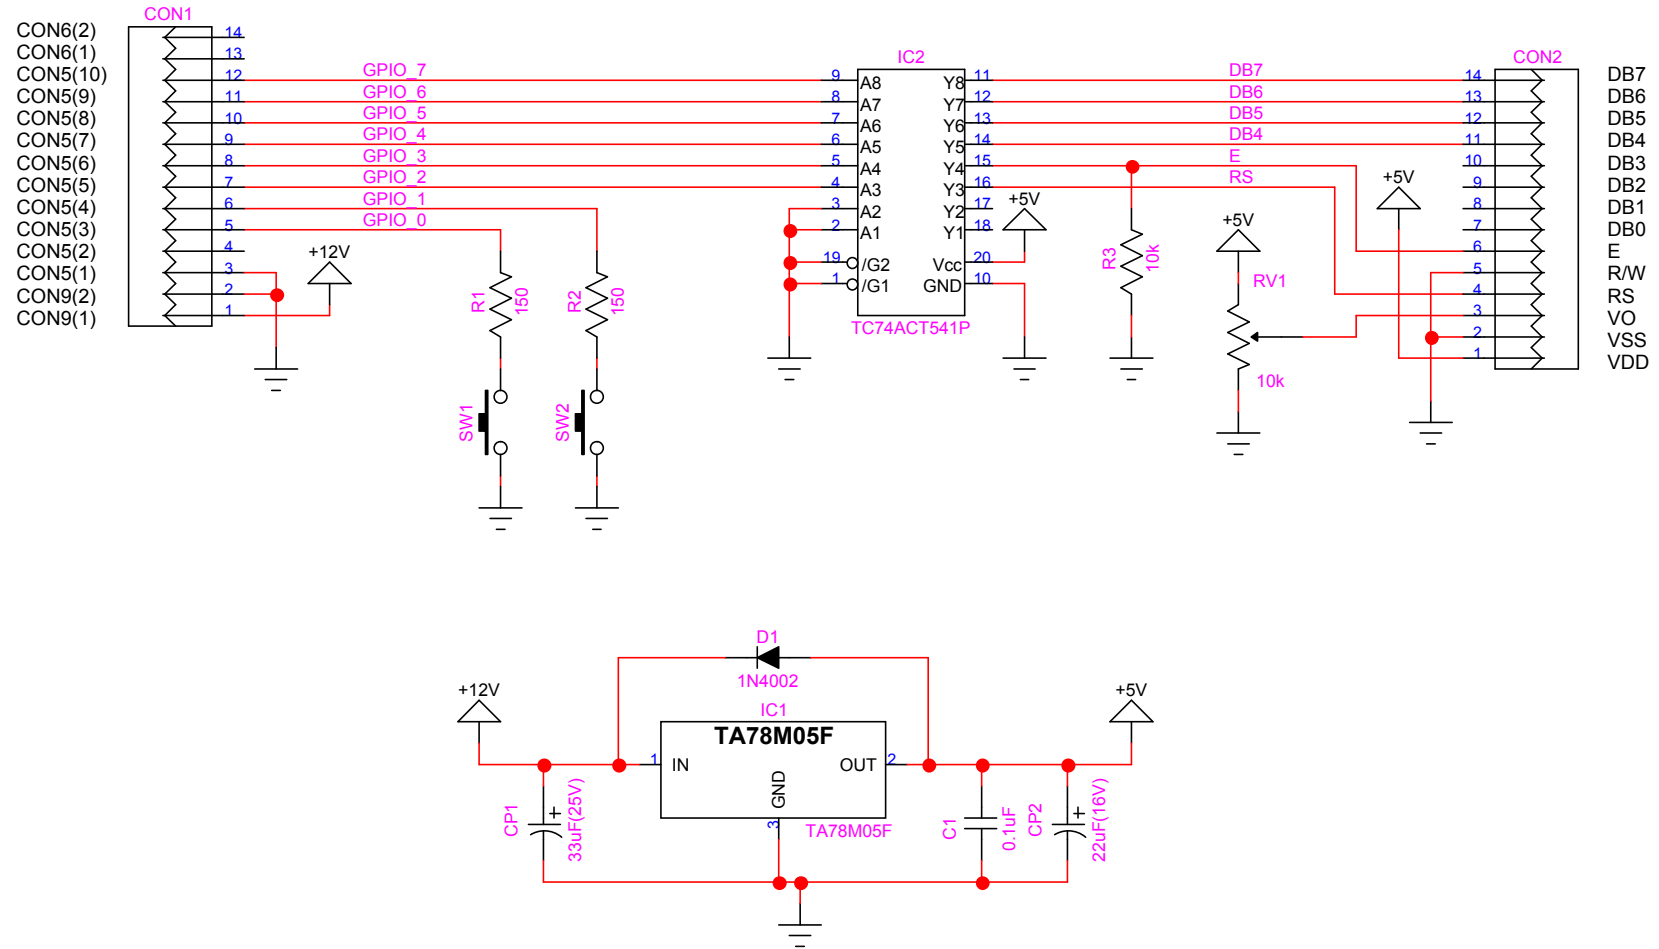 CON1
CON6(2)
CON6(1)
CON5(10)
CON5(9)
CON5(8)
CON5(7)
CON5(6)
CON5(5)
CON5(4)
CON5(3)
CON5(2)
CON5(1)
CON9(2)
CON9(1)
14
13
12
11
10
9
8
7
6
5
4
3
2
1
GPIO_7
GPIO_6
GPIO_5
GPIO_4
GPIO_3
GPIO_2
GPIO_1
GPIO_0
+12V
R1
150
R2
150
SW1
SW2
IC2
9
8
7
6
5
4
3
2
19
1
A8
A7
A6
A5
A4
A3
A2
A1
/G2
/G1
Y8
Y7
Y6
Y5
Y4
Y3
Y2
Y1
Vcc
GND
11
12
13
14
15
16
17
18
20
10
TC74ACT541P
+5V
DB7
DB6
DB5
DB4
E
RS
R3
10k
+5V
RV1
10k
+5V
CON2
14
13
12
11
10
9
8
7
6
5
4
3
2
1
DB7
DB6
DB5
DB4
DB3
DB2
DB1
DB0
E
R/W
RS
VO
VSS
VDD
D1
1N4002
+12V
IC1
TA78M05F
1
IN
OUT
2
GND
3
TA78M05F
+5V
CP1
+
33uF(25V)
C1
0.1uF
CP2
+
22uF(16V)